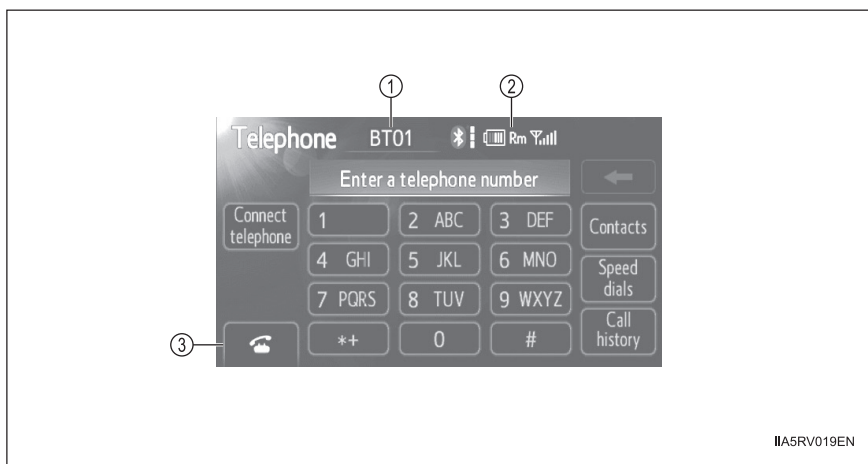 ① ②
Telephone BT01 Rm
Enter a telephone number
Connect telephone
1 2 ABC 3 DEF Contacts
4 GHI 5 JKL 6 MNO Speed dials
7 PQRS 8 TUV 9 WXYZ
③ *+ 0 # Call history
IIA5RV019EN